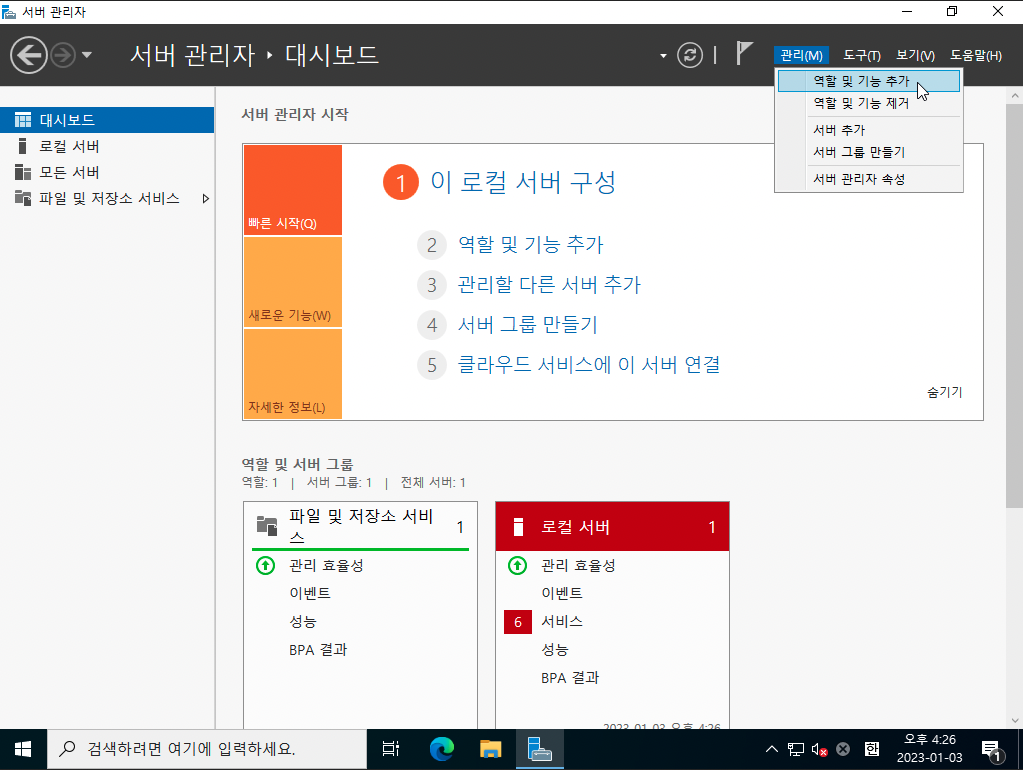 서버 관리자
서버 관리자 ‣ 대시보드
관리(M) 도구(T) 보기(V) 도움말(H)
역할 및 기능 추가
역할 및 기능 제거
서버 추가
서버 그룹 만들기
서버 관리자 속성
대시보드
로컬 서버
모든 서버
파일 및 저장소 서비스
서버 관리자 시작
빠른 시작(Q)
새로운 기능(W)
자세한 정보(L)
1 이 로컬 서버 구성
2 역할 및 기능 추가
3 관리할 다른 서버 추가
4 서버 그룹 만들기
5 클라우드 서비스에 이 서버 연결
숨기기
역할 및 서버 그룹
역할: 1 | 서버 그룹: 1 | 전체 서버: 1
파일 및 저장소 서비
스
1
관리 효율성
이벤트
성능
BPA 결과
로컬 서버 1
관리 효율성
이벤트
6 서비스
성능
BPA 결과
2023-01-03 오후 4:26
검색하려면 여기에 입력하세요.
한
오후 4:26
2023-01-03
1